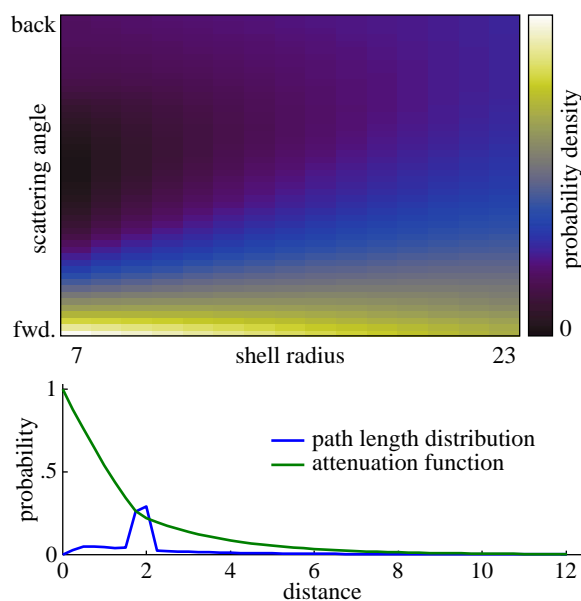 back
scattering angle
fwd.
7
shell radius
23
probability density
0
1
.5
0
probability
path length distribution
attenuation function
0
2
4
6
8
10
12
distance